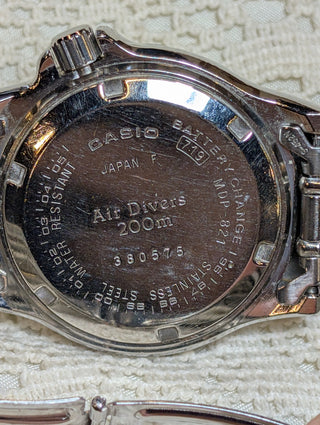 CASIO
719
JAPAN F
Air Divers
200m
380575
BATTERY CHANGE
MDP-821
STAINLESS STEEL
WATER RESISTANT